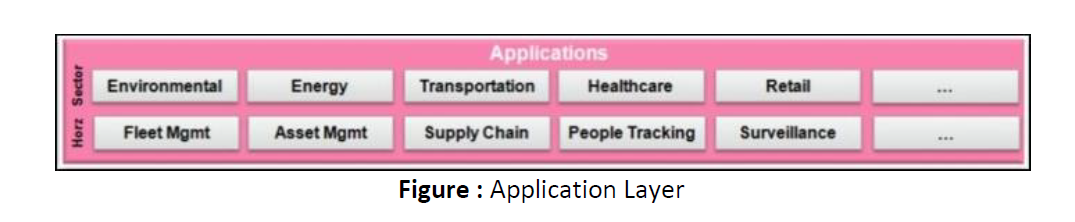 Applications
Sector
Environmental Energy Transportation Healthcare Retail ...
Horz
Fleet Mgmt Asset Mgmt Supply Chain People Tracking Surveillance ...
Figure : Application Layer